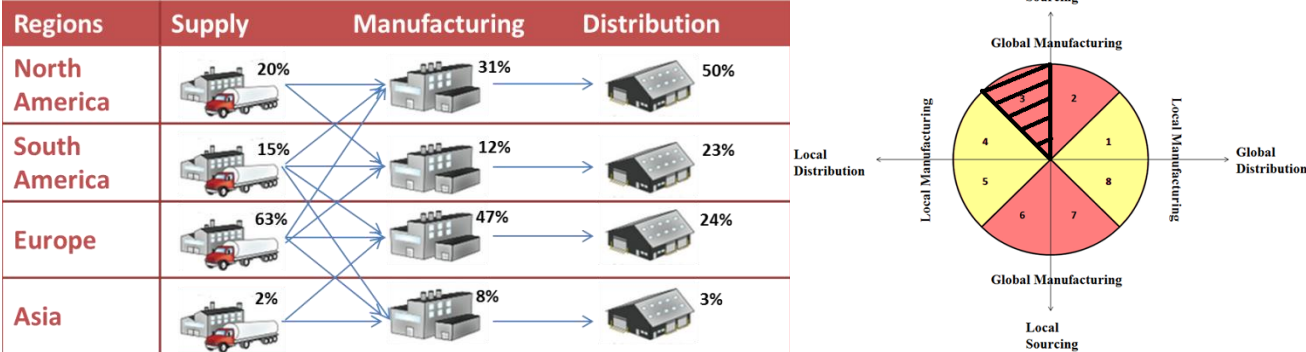 Regions Supply Manufacturing Distribution
North
America
20% 31% 50%
South
America
15% 12% 23%
Europe
63% 47% 24%
Asia
2% 8% 3%
Sourcing
Global Manufacturing
3 2
4 1
5 8
6 7
Local Manufacturing
Local Manufacturing
Local
Distribution
Global
Distribution
Global Manufacturing
Local
Sourcing